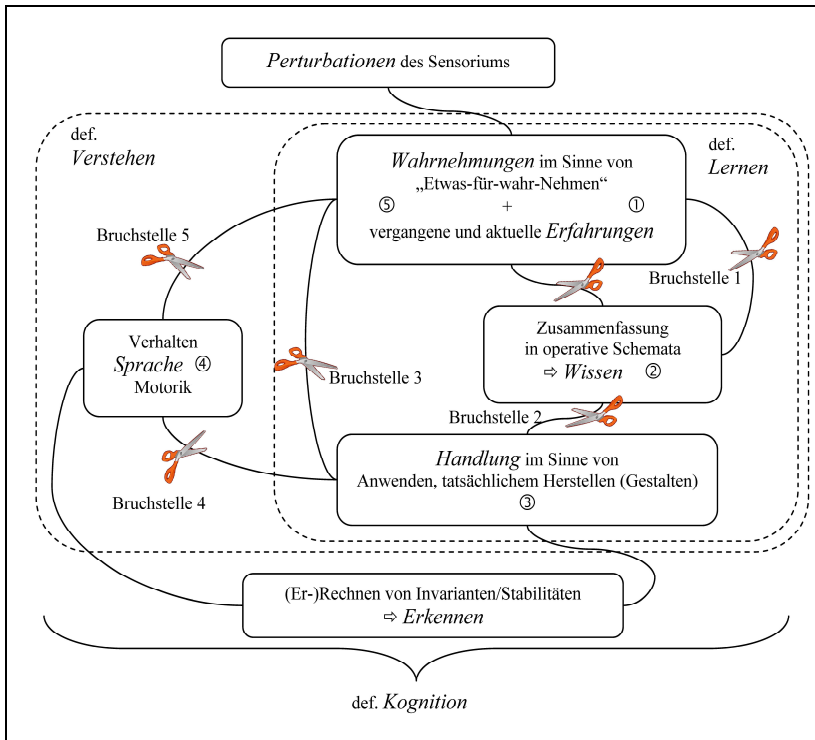 Perturbationen des Sensoriums
def.
Verstehen
def.
Lernen
Wahrnehmungen im Sinne von
„Etwas-für-wahr-Nehmen“
⑤ + ①
vergangene und aktuelle Erfahrungen
Bruchstelle 5
Bruchstelle 1
Verhalten
Sprache ④
Motorik
Zusammenfassung
in operative Schemata
⇨ Wissen ②
Bruchstelle 3
Bruchstelle 2
Handlung im Sinne von
Anwenden, tatsächlichem Herstellen (Gestalten)
③
Bruchstelle 4
(Er-)Rechnen von Invarianten/Stabilitäten
⇨ Erkennen
def. Kognition